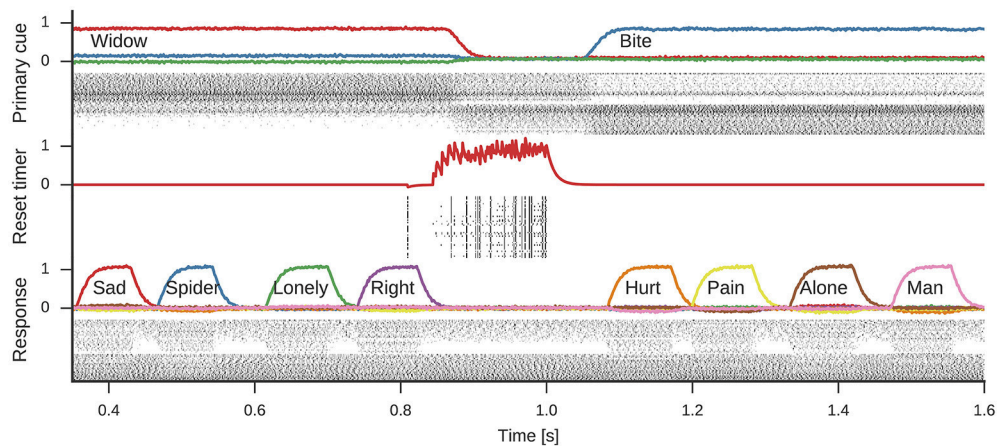 Primary cue
1
0
Widow
Bite
Reset timer
1
0
Response
1
0
Sad
Spider
Lonely
Right
Hurt
Pain
Alone
Man
0.4
0.6
0.8
1.0
1.2
1.4
1.6
Time [s]